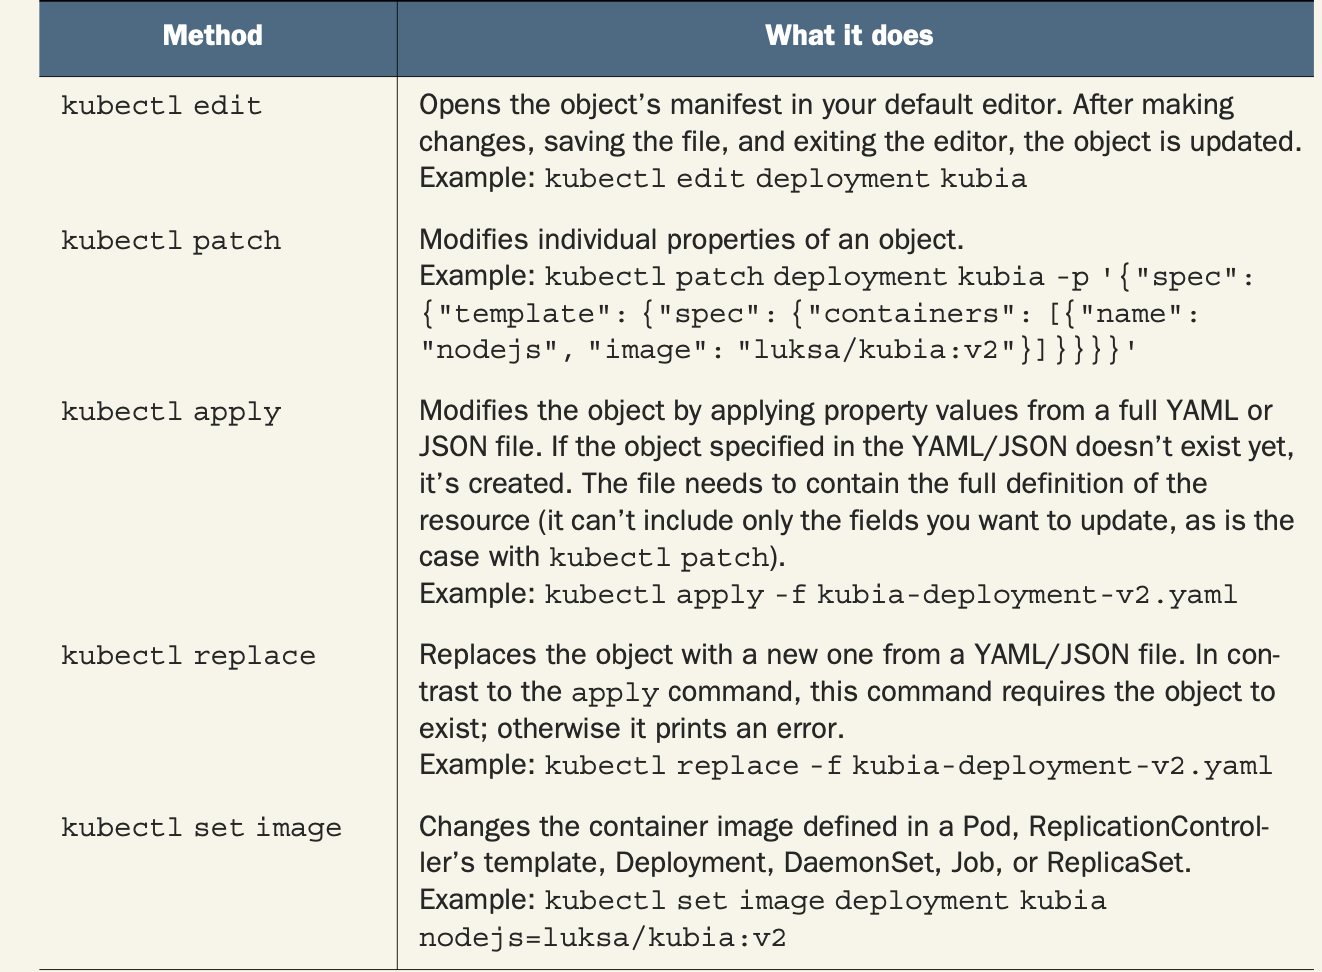 Method What it does
kubectl edit Opens the object's manifest in your default editor. After making
changes, saving the file, and exiting the editor, the object is updated.
Example: kubectl edit deployment kubia
kubectl patch Modifies individual properties of an object.
Example: kubectl patch deployment kubia -p '{"spec":
{"template": {"spec": {"containers": [{"name":
"nodejs", "image": "luksa/kubia:v2"}]}}}}'
kubectl apply Modifies the object by applying property values from a full YAML or
JSON file. If the object specified in the YAML/JSON doesn't exist yet,
it's created. The file needs to contain the full definition of the
resource (it can't include only the fields you want to update, as is the
case with kubectl patch).
Example: kubectl apply -f kubia-deployment-v2.yaml
kubectl replace Replaces the object with a new one from a YAML/JSON file. In con-
trast to the apply command, this command requires the object to
exist; otherwise it prints an error.
Example: kubectl replace -f kubia-deployment-v2.yaml
kubectl set image Changes the container image defined in a Pod, ReplicationControl-
ler's template, Deployment, DaemonSet, Job, or ReplicaSet.
Example: kubectl set image deployment kubia
nodejs=luksa/kubia:v2